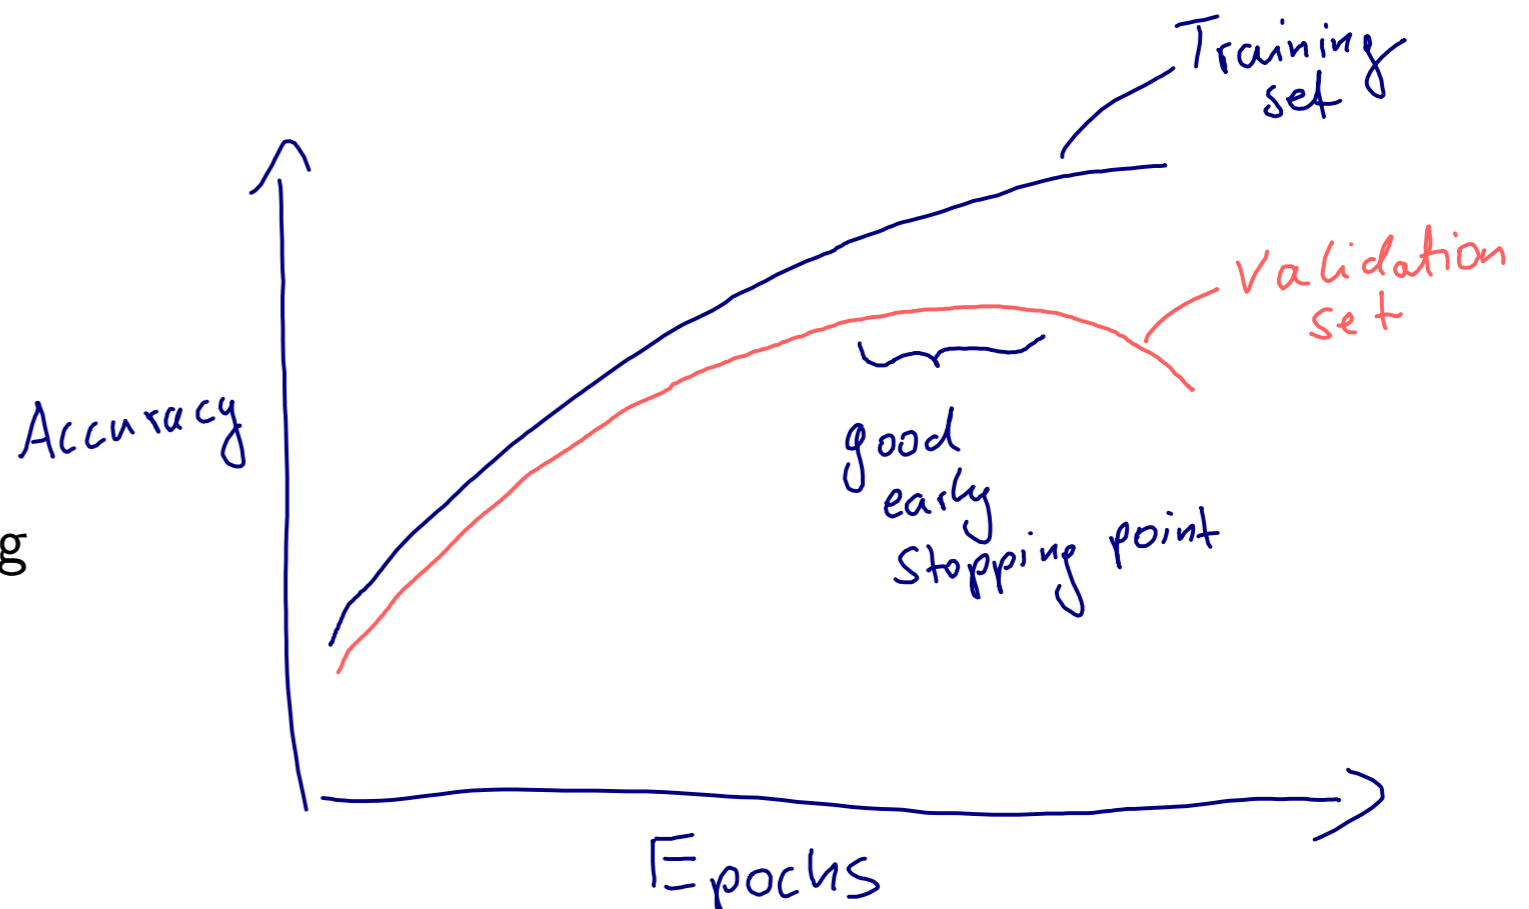 Training
set
Validation
set
Accuracy
good
early
Stopping point
g
Epochs